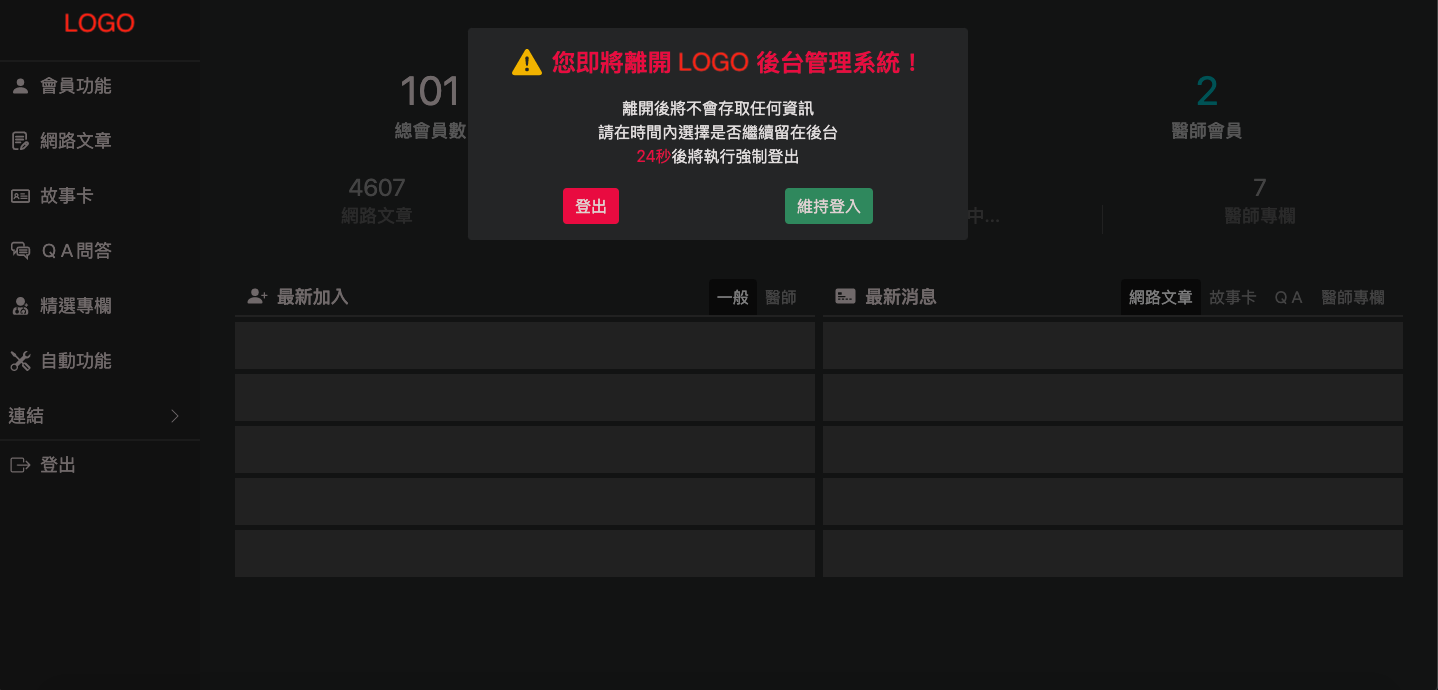 LOGO
會員功能
網路文章
故事卡
ＱＡ問答
精選專欄
自動功能
連結
登出
您即將離開 LOGO 後台管理系統！
離開後將不會存取任何資訊
請在時間內選擇是否繼續留在後台
24秒後將執行強制登出
登出 維持登入
101 2
總會員數 醫師會員
4607 7
網路文章 中... 醫師專欄
最新加入 一般 醫師
最新消息 網路文章 故事卡 ＱＡ 醫師專欄